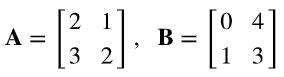 A = [2 1; 3 2], B = [0 4; 1 3]